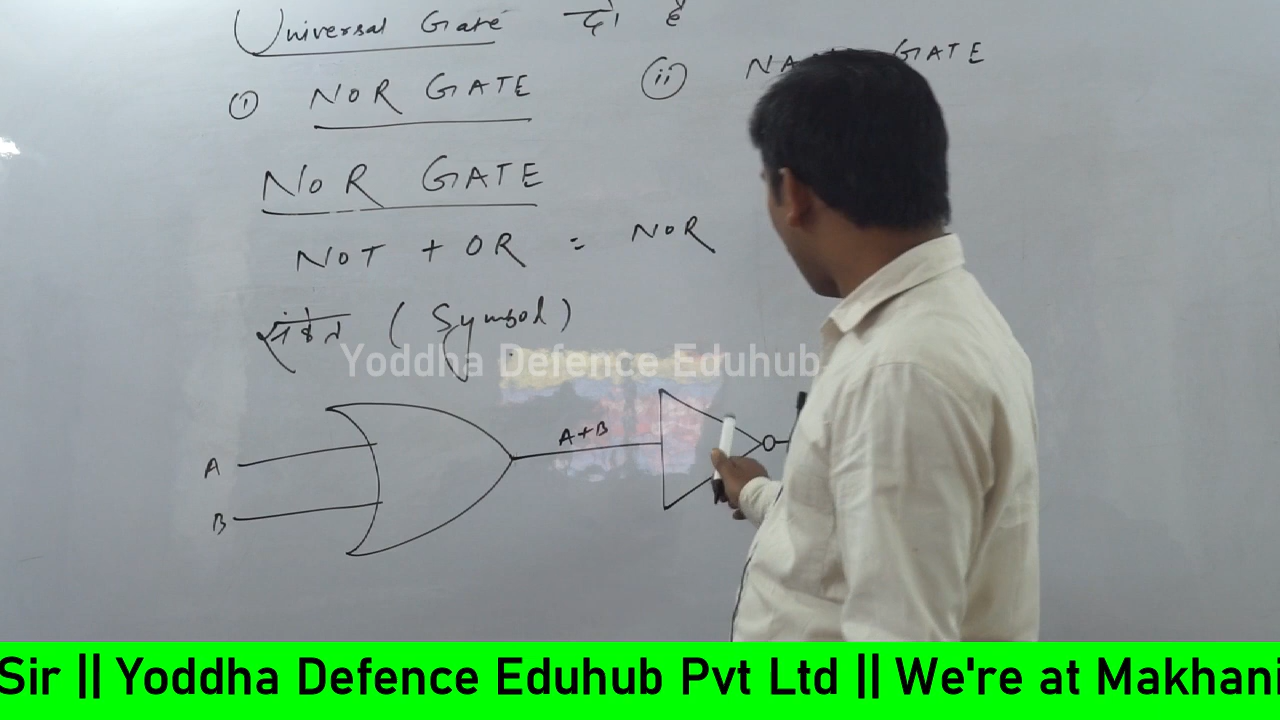 Universal Gate दो है
(i) NOR GATE (ii) NAND GATE
NOR GATE
NOT + OR = NOR
संकेत ( Symbol )
Yoddha Defence Eduhub
A+B
A
B
Sir || Yoddha Defence Eduhub Pvt Ltd || We're at Makhani